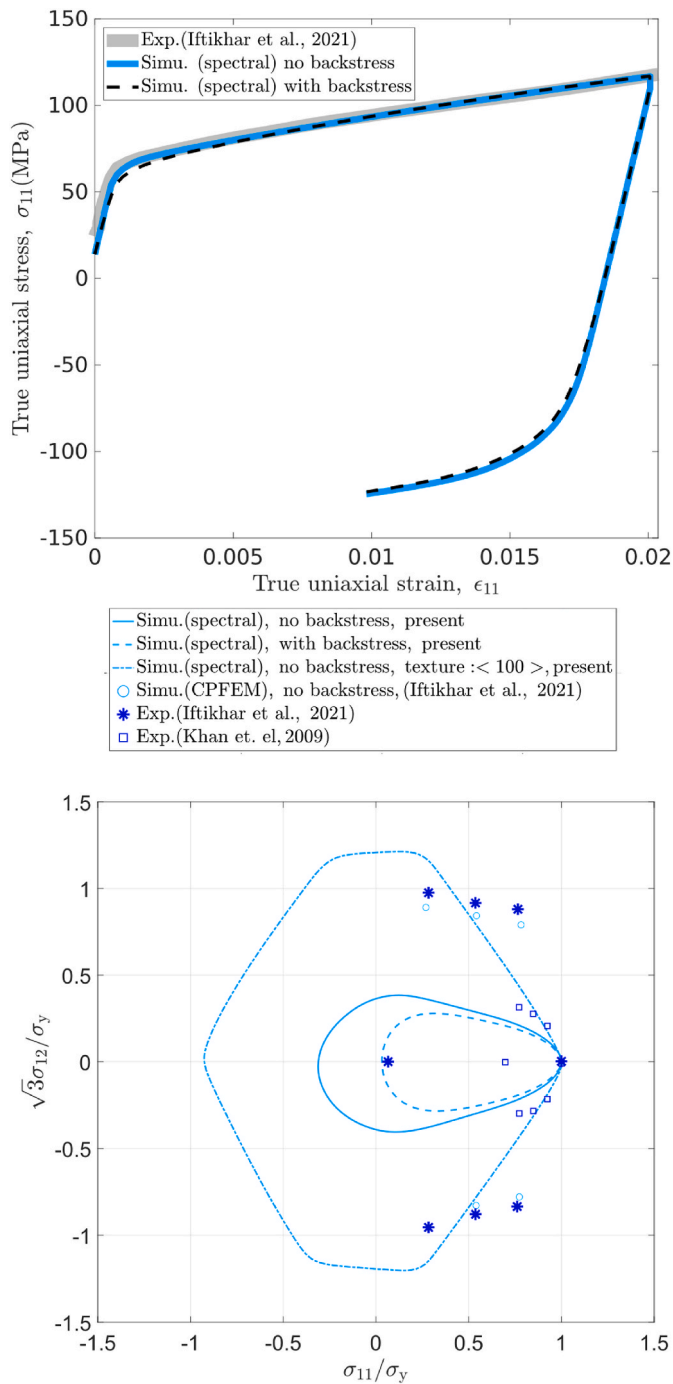 Exp.(Iftikhar et al., 2021)
Simu. (spectral) no backstress
Simu. (spectral) with backstress
150
100
50
0
-50
-100
-150
True uniaxial stress, σ11(MPa)
0 0.005 0.01 0.015 0.02
True uniaxial strain, ϵ11
Simu.(spectral), no backstress, present
Simu.(spectral), with backstress, present
Simu.(spectral), no backstress, texture :< 100 >, present
Simu.(CPFEM), no backstress, (Iftikhar et al., 2021)
Exp.(Iftikhar et al., 2021)
Exp.(Khan et. el, 2009)
1.5
1
0.5
0
-0.5
-1
-1.5
√3σ12/σy
-1.5 -1 -0.5 0 0.5 1 1.5
σ11/σy